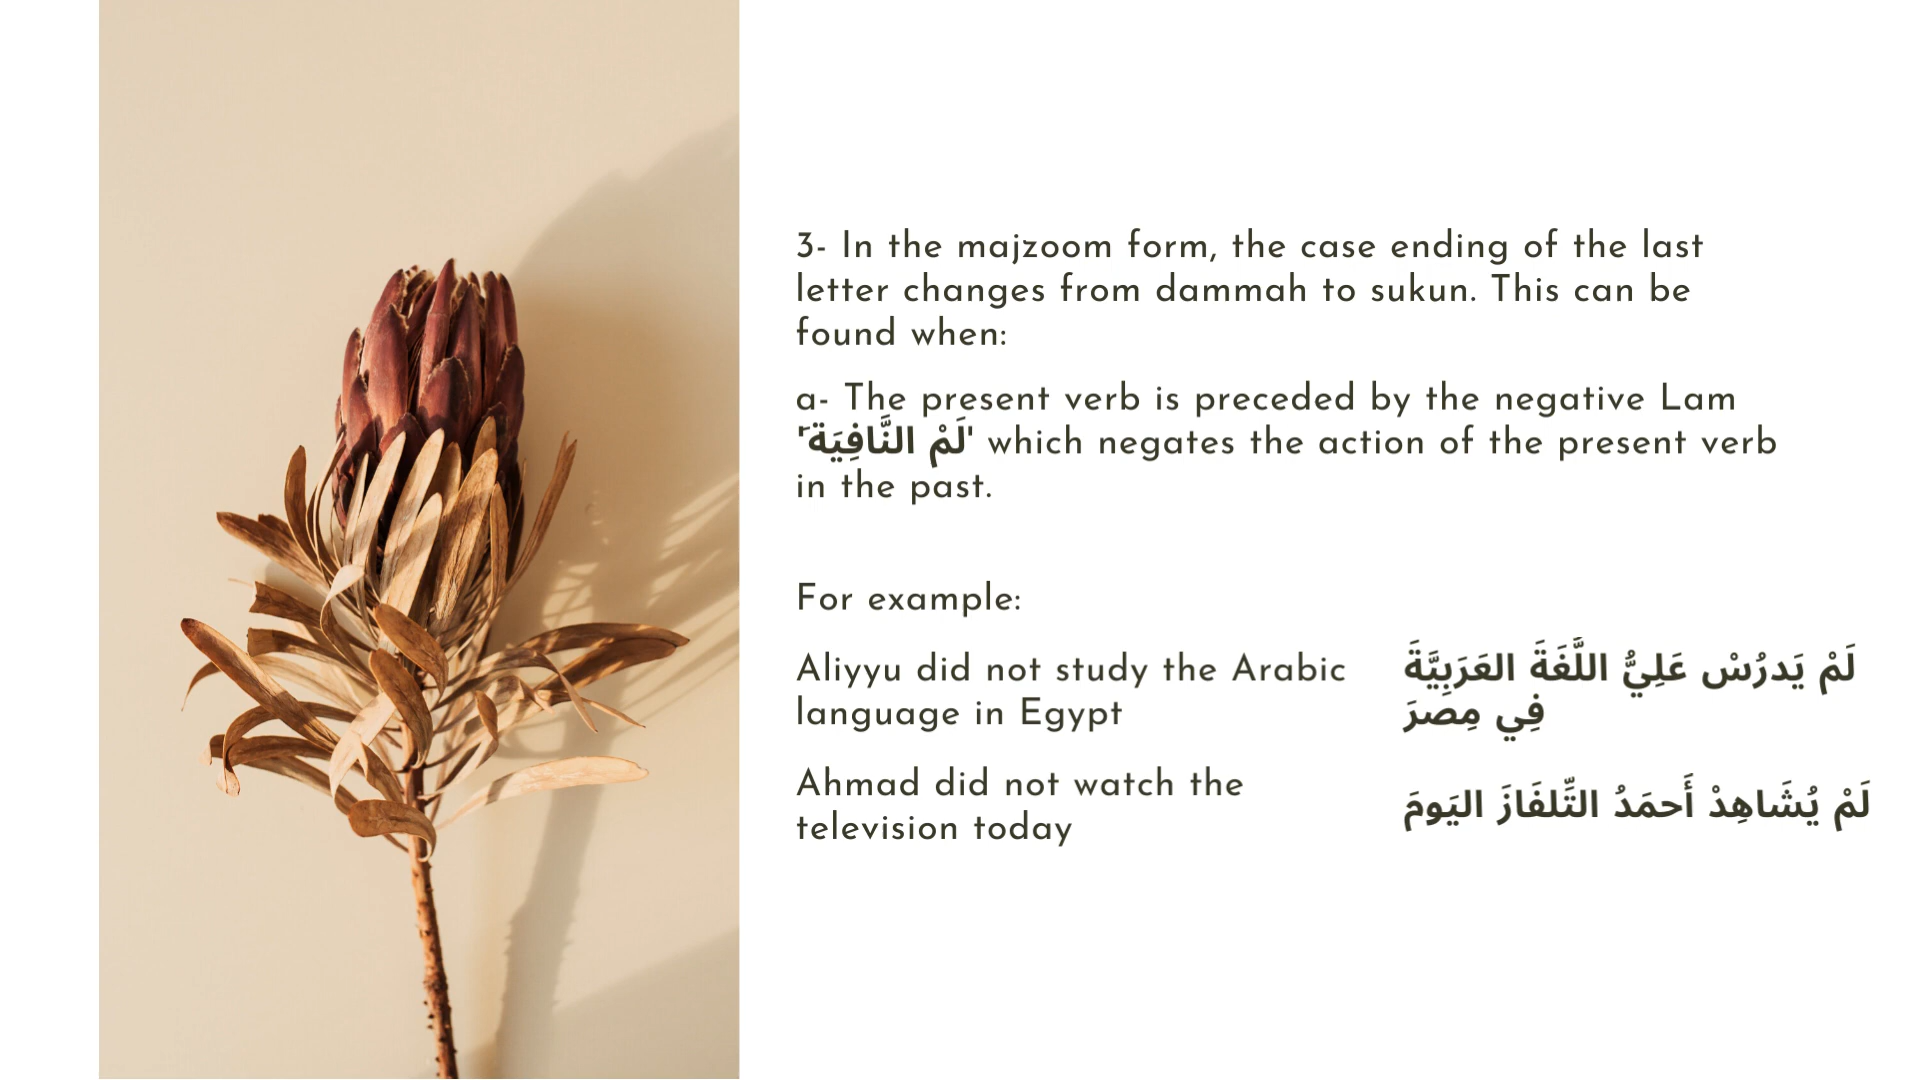 3- In the majzoom form, the case ending of the last
letter changes from dammah to sukun. This can be
found when:
a- The present verb is preceded by the negative Lam
'لَمْ النَّافِيَة' which negates the action of the present verb
in the past.
For example:
Aliyyu did not study the Arabic
language in Egypt
لَمْ يَدرُسْ عَلِيُّ اللَّغَةَ العَرَبِيَّةَ
فِي مِصرَ
Ahmad did not watch the
television today
لَمْ يُشَاهِدْ أَحمَدُ التِّلفَازَ اليَومَ